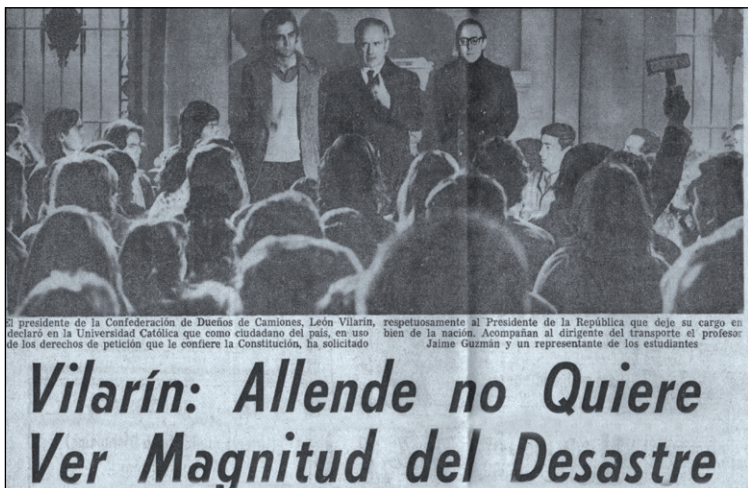 El presidente de la Confederación de Dueños de Camiones, León Vilarín,
declaró en la Universidad Católica que como ciudadano del país, en uso
de los derechos de petición que le confiere la Constitución, ha solicitado
respetuosamente al Presidente de la República que deje su cargo en
bien de la nación. Acompañan al dirigente del transporte el profesor
Jaime Guzmán y un representante de los estudiantes
Vilarín: Allende no Quiere
Ver Magnitud del Desastre